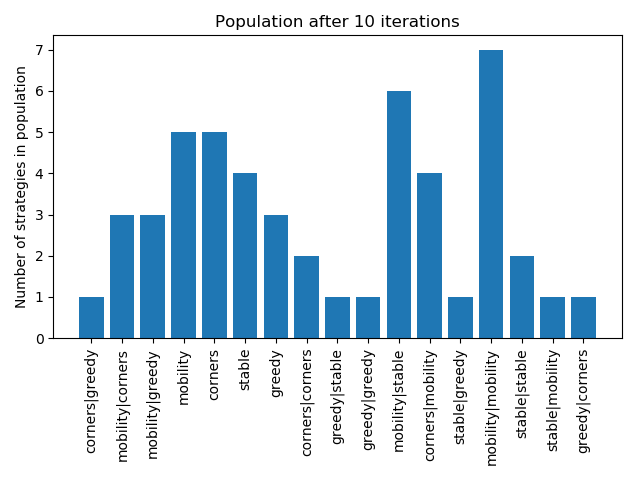 Population after 10 iterations
Number of strategies in population
7
6
5
4
3
2
1
0
corners|greedy
mobility|corners
mobility|greedy
mobility
corners
stable
greedy
corners|corners
greedy|stable
greedy|greedy
mobility|stable
corners|mobility
stable|greedy
mobility|mobility
stable|stable
stable|mobility
greedy|corners